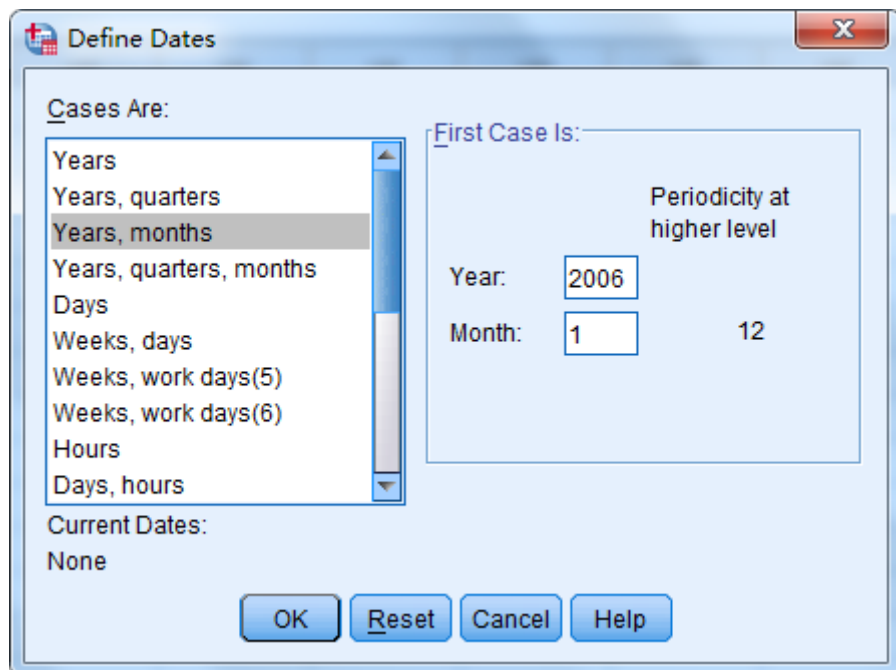 Define Dates
Cases Are:
Years
Years, quarters
Years, months
Years, quarters, months
Days
Weeks, days
Weeks, work days(5)
Weeks, work days(6)
Hours
Days, hours
Current Dates:
None
First Case Is:
Periodicity at
higher level
Year: 2006
Month: 1 12
OK Reset Cancel Help